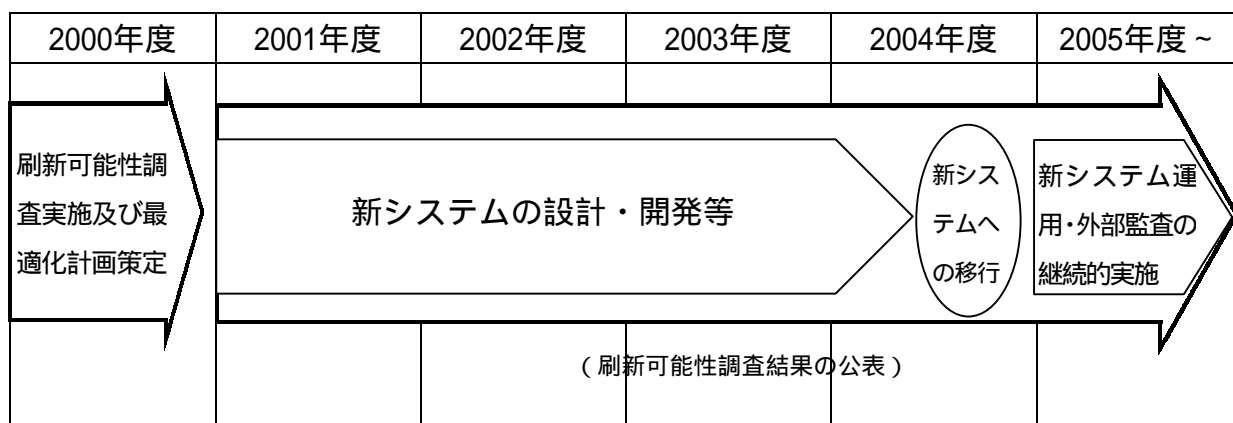 2000年度 2001年度 2002年度 2003年度 2004年度 2005年度 ~
刷新可能性調
査実施及び最
適化計画策定
新システムの設計・開発等
新シス
テムへ
の移行
新システム運
用・外部監査の
継続的実施
(刷新可能性調査結果の公表)